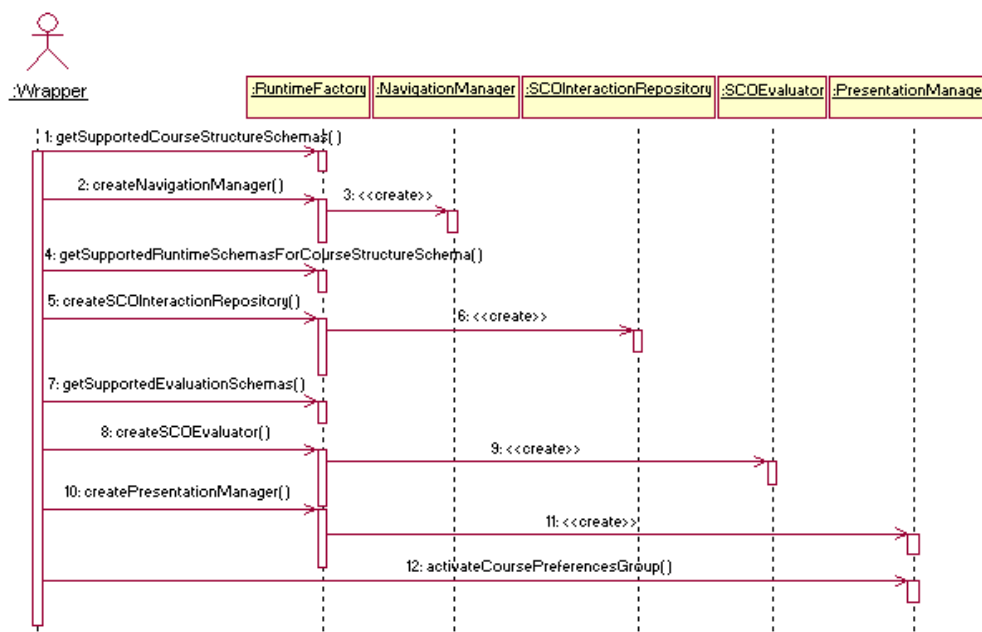 :Wrapper
:RuntimeFactory
:NavigationManager
:SCOInteractionRepository
:SCOEvaluator
:PresentationManage
1: getSupportedCourseStructureSchemas()
2: createNavigationManager()
3: <<create>>
4: getSupportedRuntimeSchemasForCourseStructureSchema()
5: createSCOInteractionRepository()
6: <<create>>
7: getSupportedEvaluationSchemas()
8: createSCOEvaluator()
9: <<create>>
10: createPresentationManager()
11: <<create>>
12: activateCoursePreferencesGroup()